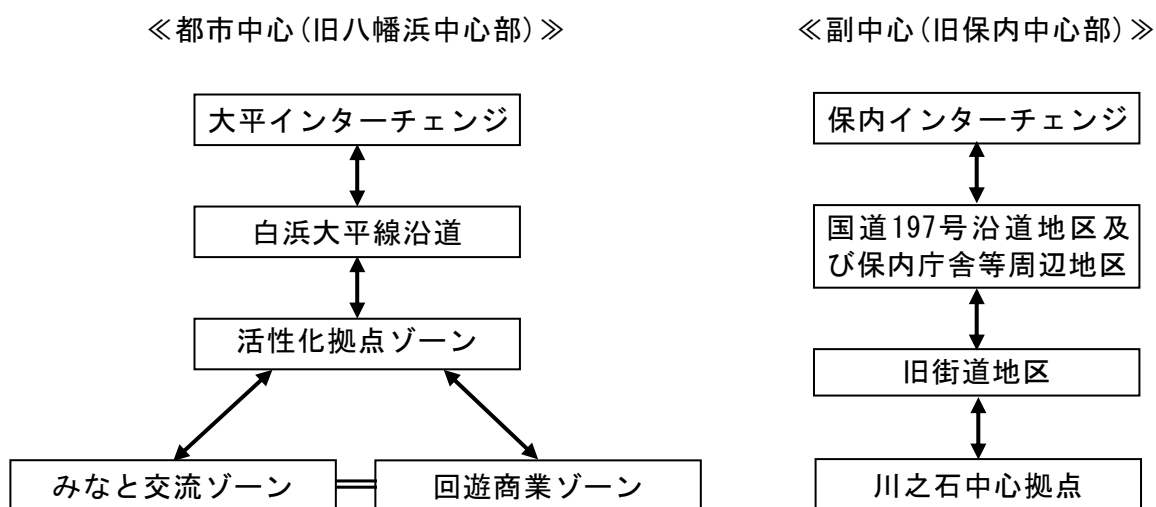 ≪都市中心(旧八幡浜中心部)≫
大平インターチェンジ
白浜大平線沿道
活性化拠点ゾーン
みなと交流ゾーン
回遊商業ゾーン
≪副中心(旧保内中心部)≫
保内インターチェンジ
国道197号沿道地区及
び保内庁舎等周辺地区
旧街道地区
川之石中心拠点